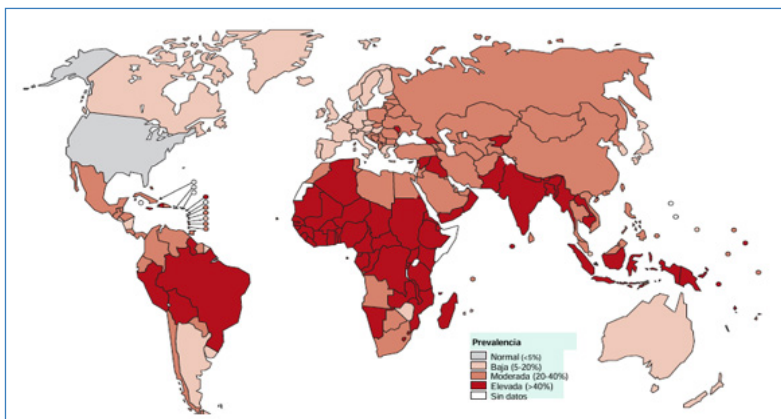 Prevalencia
Normal (<5%)
Baja (5-20%)
Moderada (20-40%)
Elevada (>40%)
Sin datos